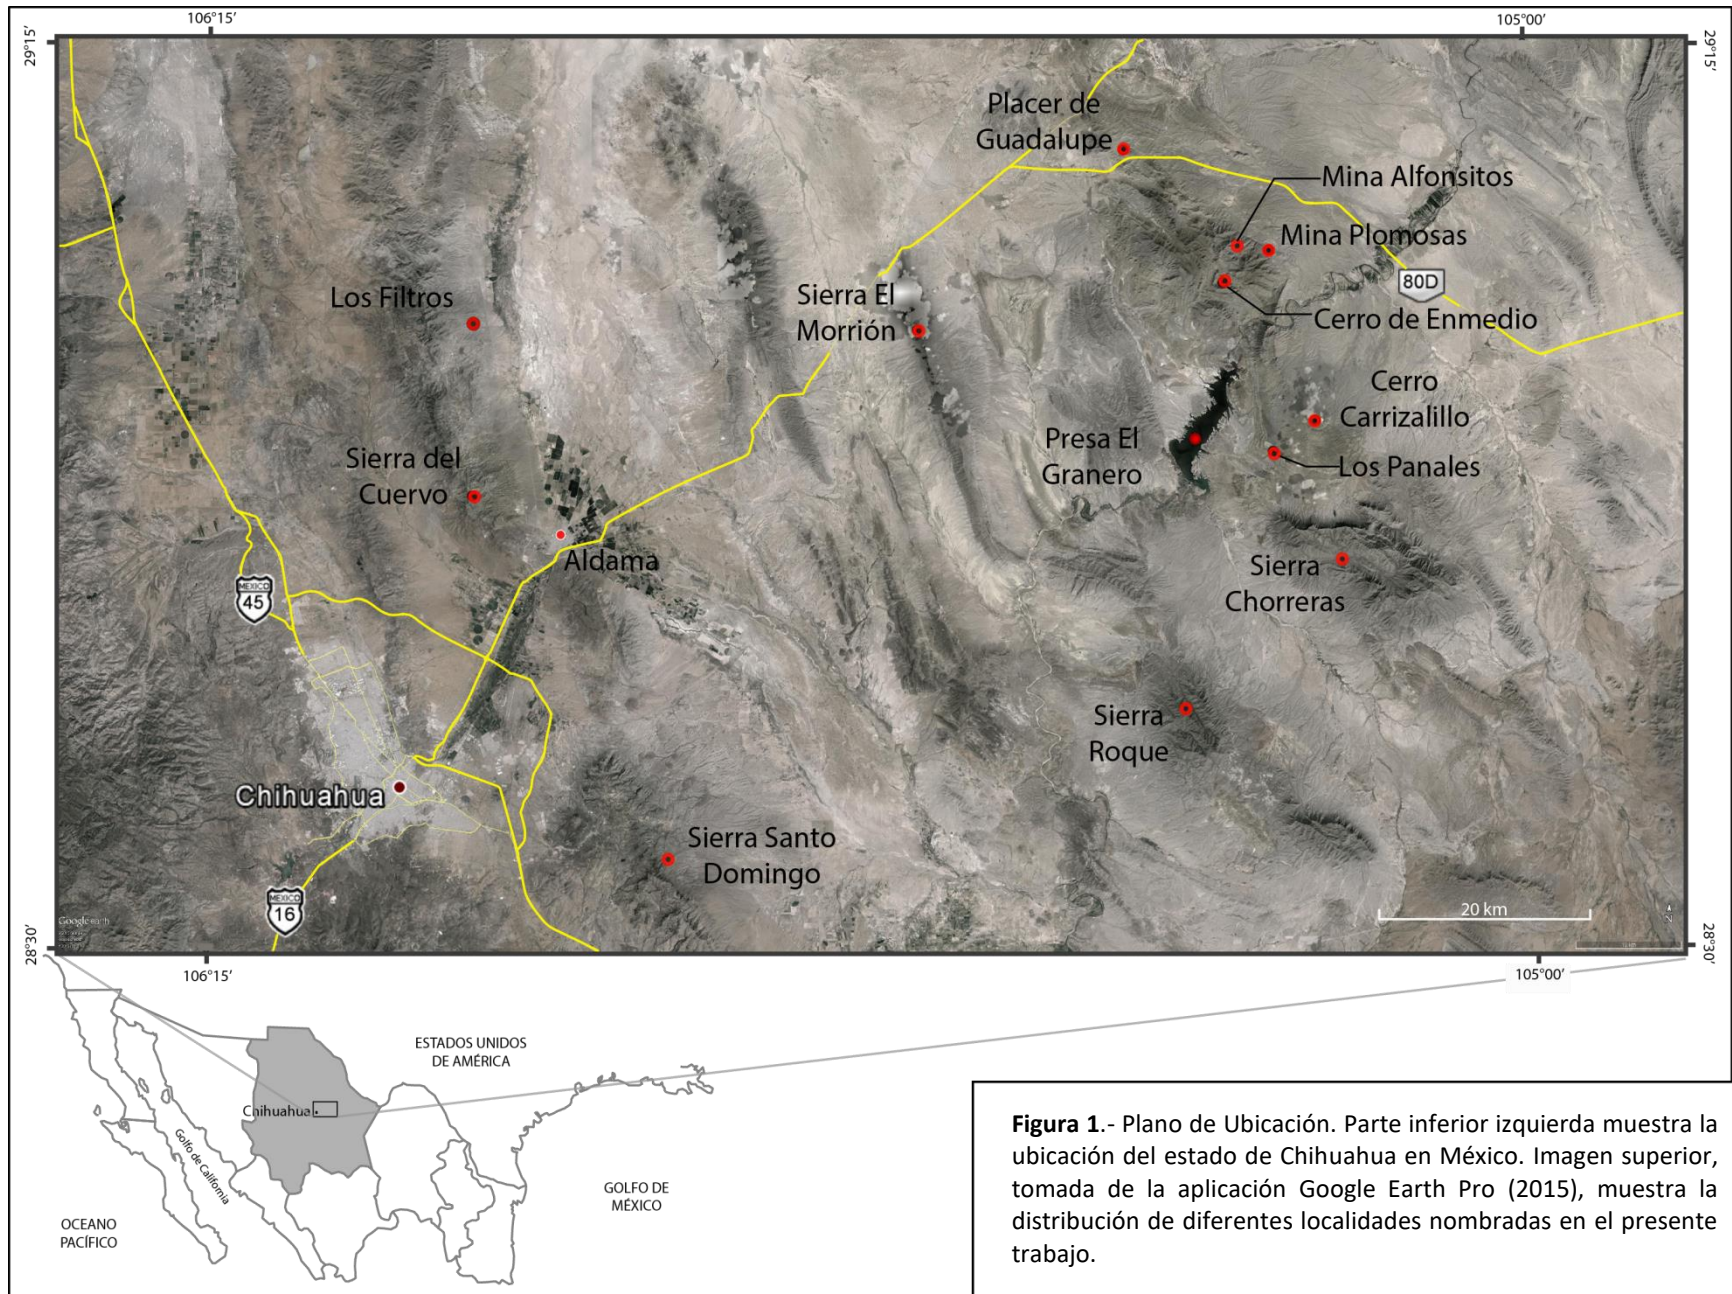 106°15'
105°00'
29°15'
29°15'
Placer de
Guadalupe
Mina Alfonsitos
Mina Plomosas
80D
Los Filtros
Sierra El
Morrión
Cerro de Enmedio
Cerro
Carrizalillo
Presa El
Granero
Los Panales
Sierra del
Cuervo
Aldama
Sierra
Chorreras
MEXICO
45
Sierra
Roque
Chihuahua
Sierra Santo
Domingo
MEXICO
16
Google earth
20 km
28°30'
28°30'
106°15'
105°00'
ESTADOS UNIDOS
DE AMÉRICA
Chihuahua
Golfo de California
GOLFO DE
MÉXICO
OCEANO
PACÍFICO
Figura 1.- Plano de Ubicación. Parte inferior izquierda muestra la
ubicación del estado de Chihuahua en México. Imagen superior,
tomada de la aplicación Google Earth Pro (2015), muestra la
distribución de diferentes localidades nombradas en el presente
trabajo.